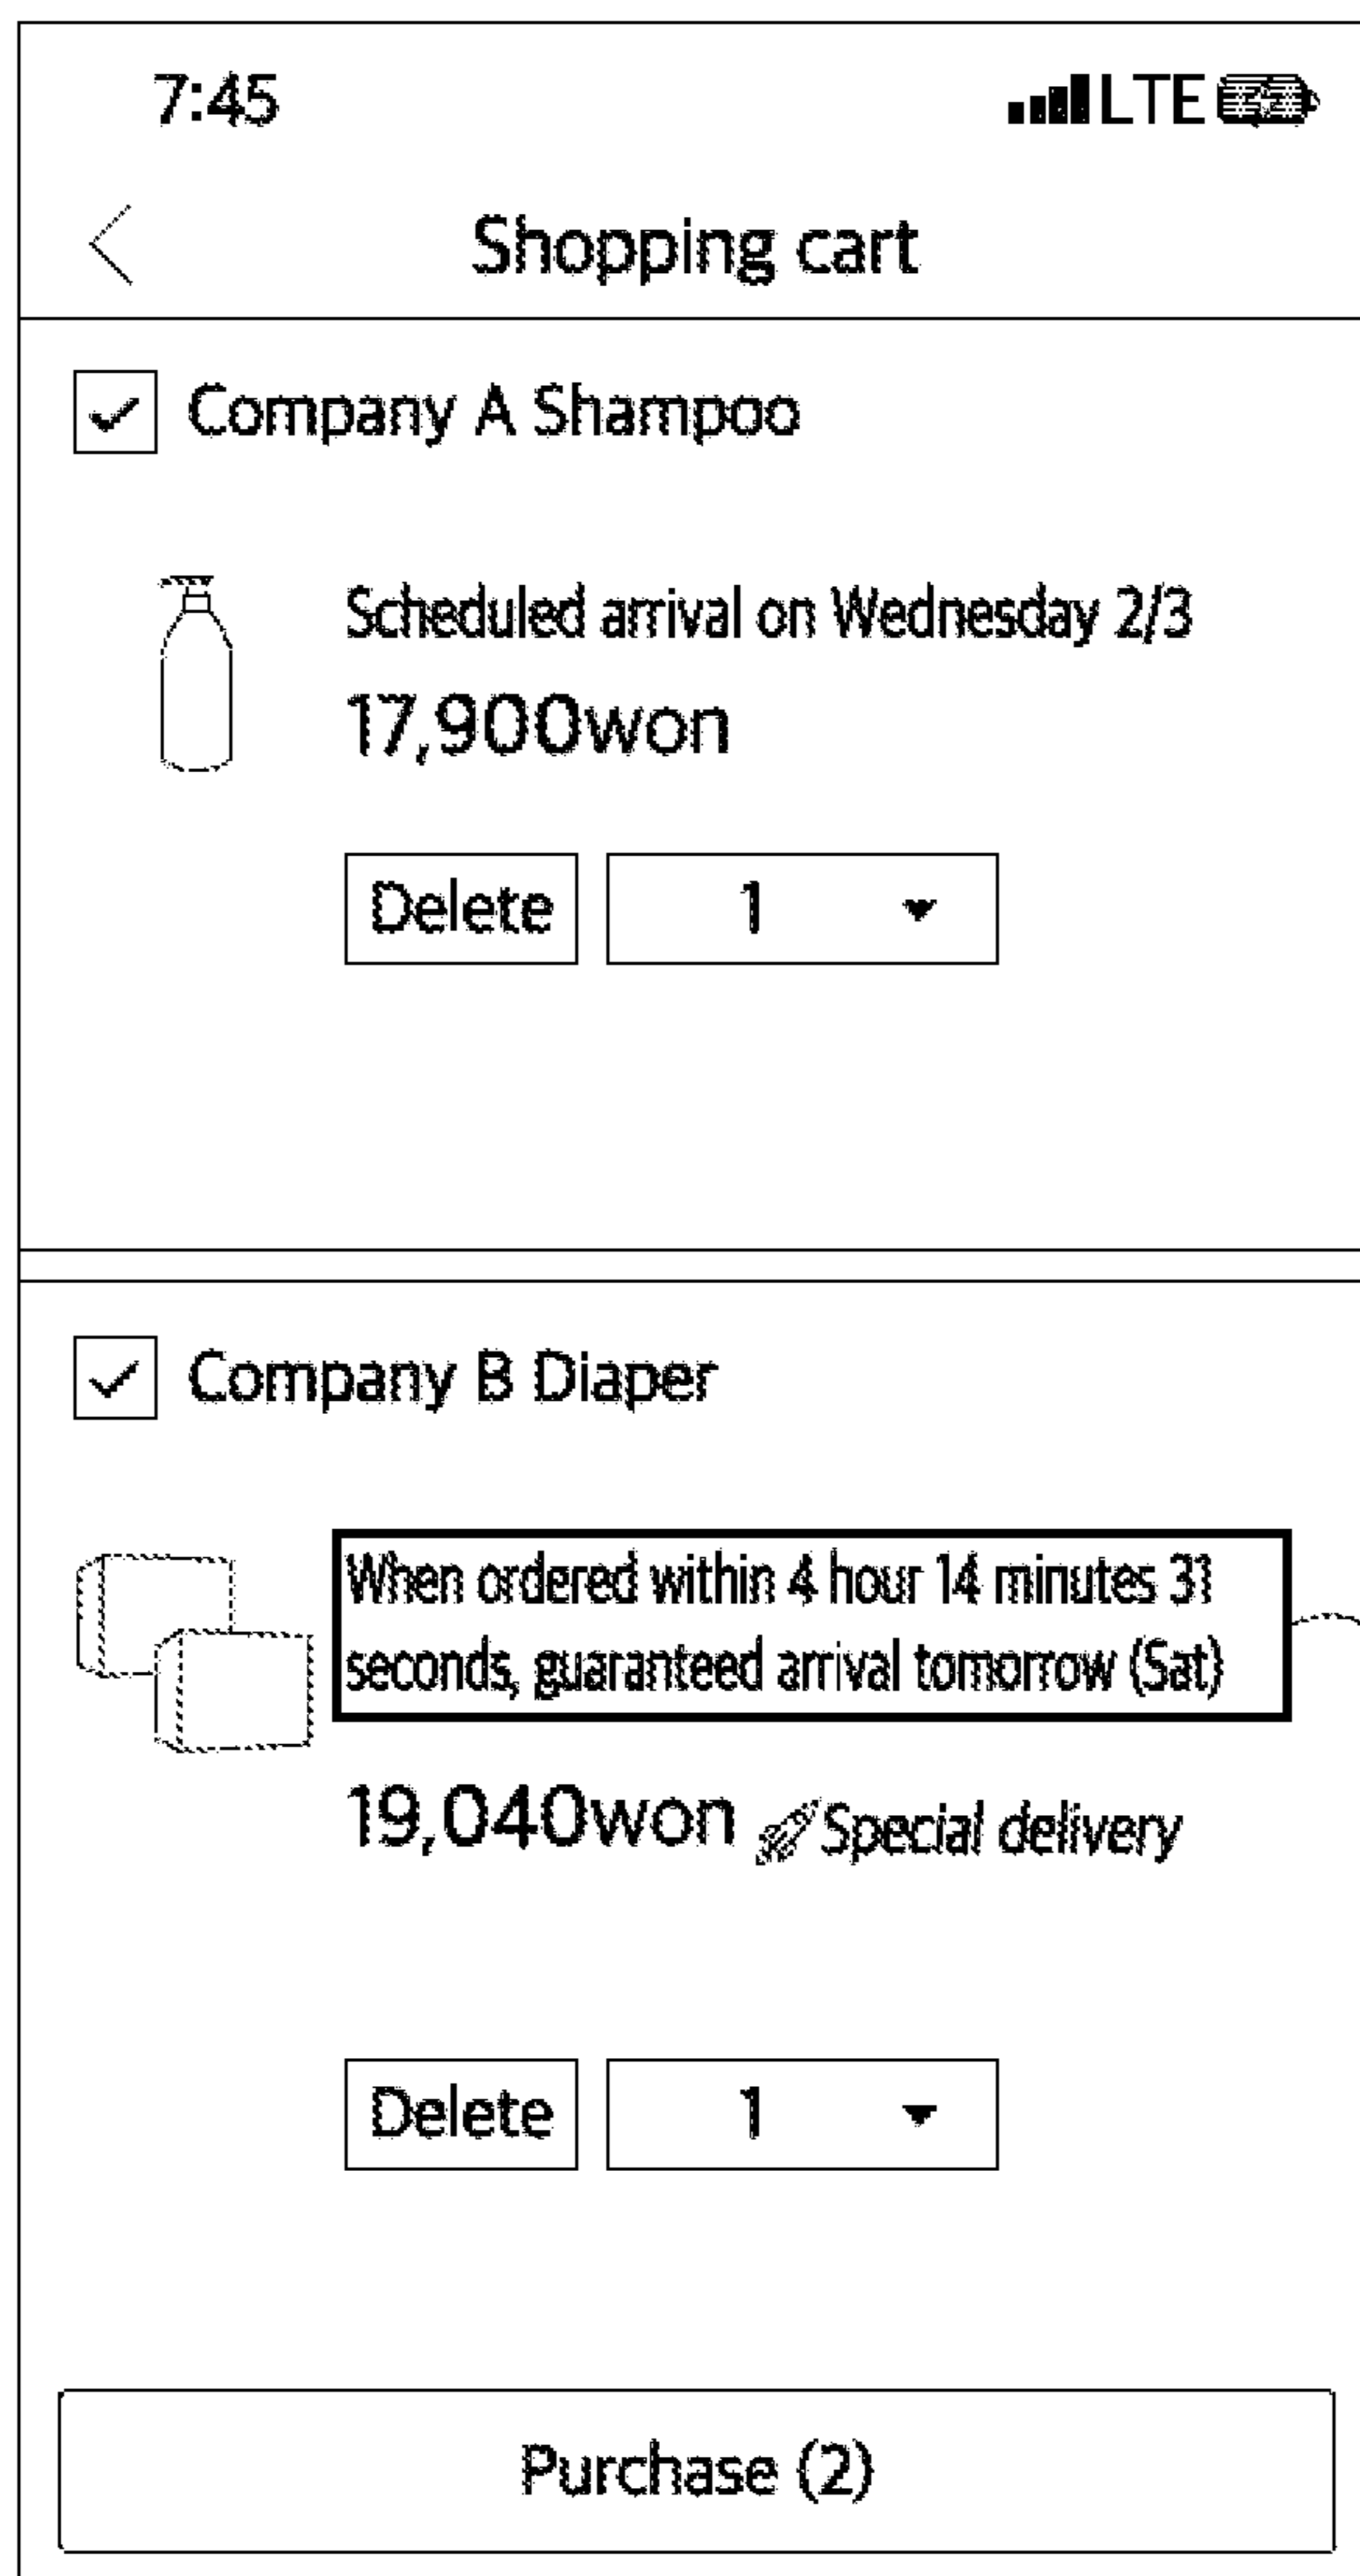 7:45 LTE
Shopping cart
Company A Shampoo
Scheduled arrival on Wednesday 2/3
17,900won
Delete 1
Company B Diaper
When ordered within 4 hour 14 minutes 31
seconds, guaranteed arrival tomorrow (Sat)
19,040won Special delivery
Delete 1
Purchase (2)